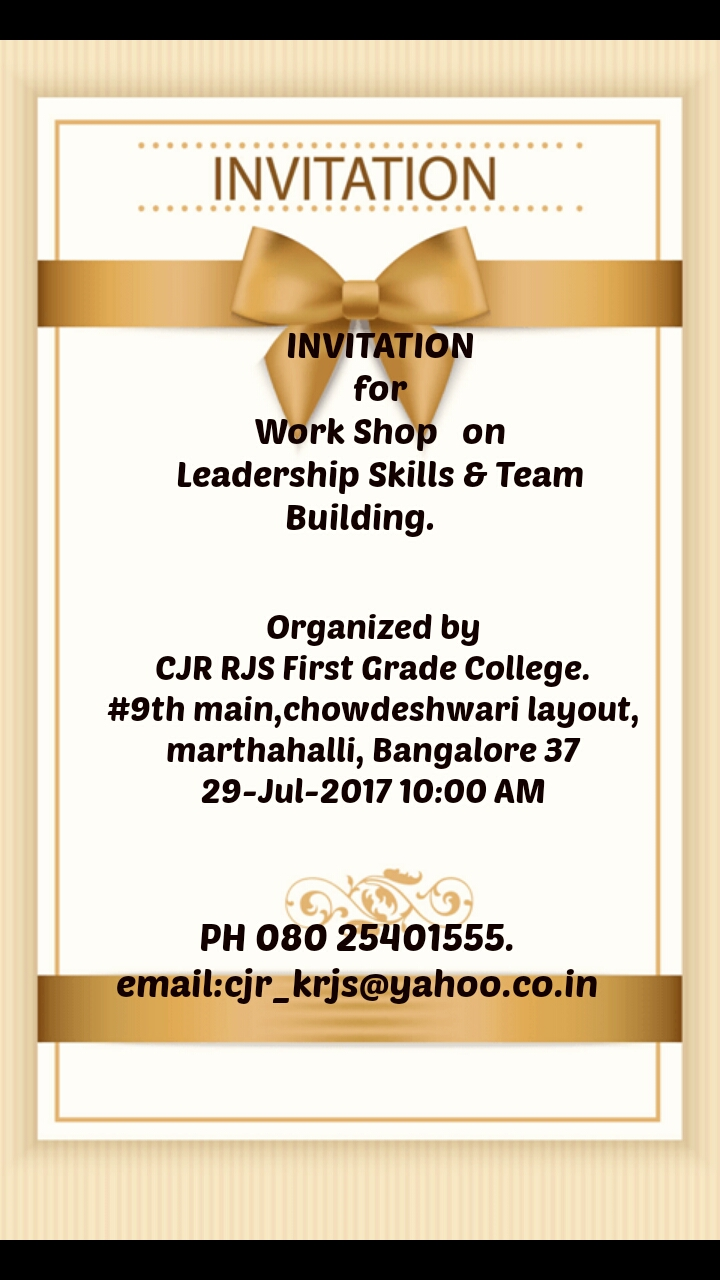 INVITATION
INVITATION
for
Work Shop on
Leadership Skills & Team
Building.
Organized by
CJR RJS First Grade College.
#9th main,chowdeshwari layout,
marthahalli, Bangalore 37
29-Jul-2017 10:00 AM
PH 080 25401555.
email:cjr_krjs@yahoo.co.in